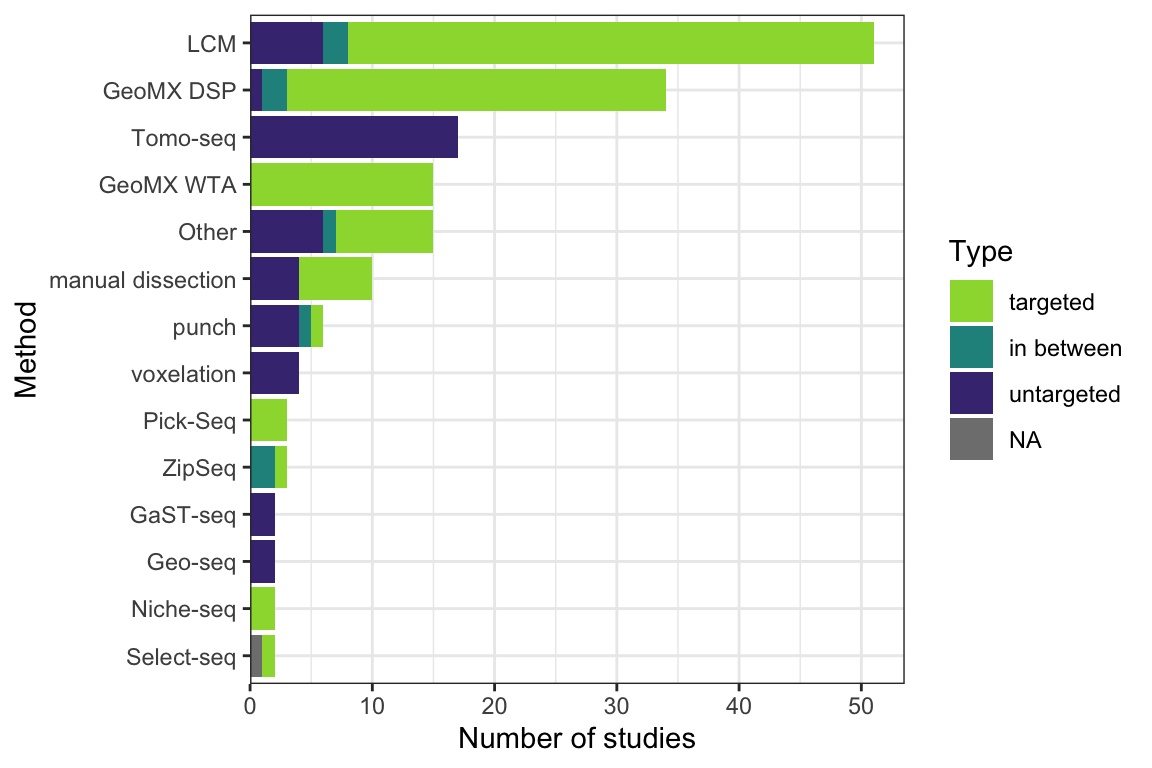 LCM
GeoMX DSP
Tomo-seq
GeoMX WTA
Other
manual dissection
punch
voxelation
Pick-Seq
ZipSeq
GaST-seq
Geo-seq
Niche-seq
Select-seq
Method
0 10 20 30 40 50
Number of studies
Type
targeted
in between
untargeted
NA